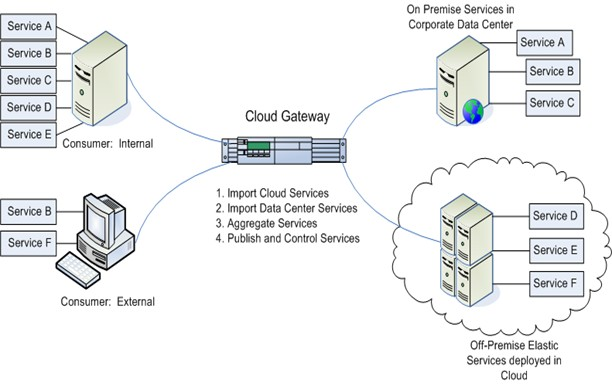 Service A
Service B
Service C
Service D
Service E
Consumer:  Internal
Service B
Service F
Consumer:  External
Cloud Gateway
1. Import Cloud Services
2. Import Data Center Services
3. Aggregate Services
4. Publish and Control Services
On Premise Services in
Corporate Data Center
Service A
Service B
Service C
Service D
Service E
Service F
Off-Premise Elastic
Services deployed in
Cloud